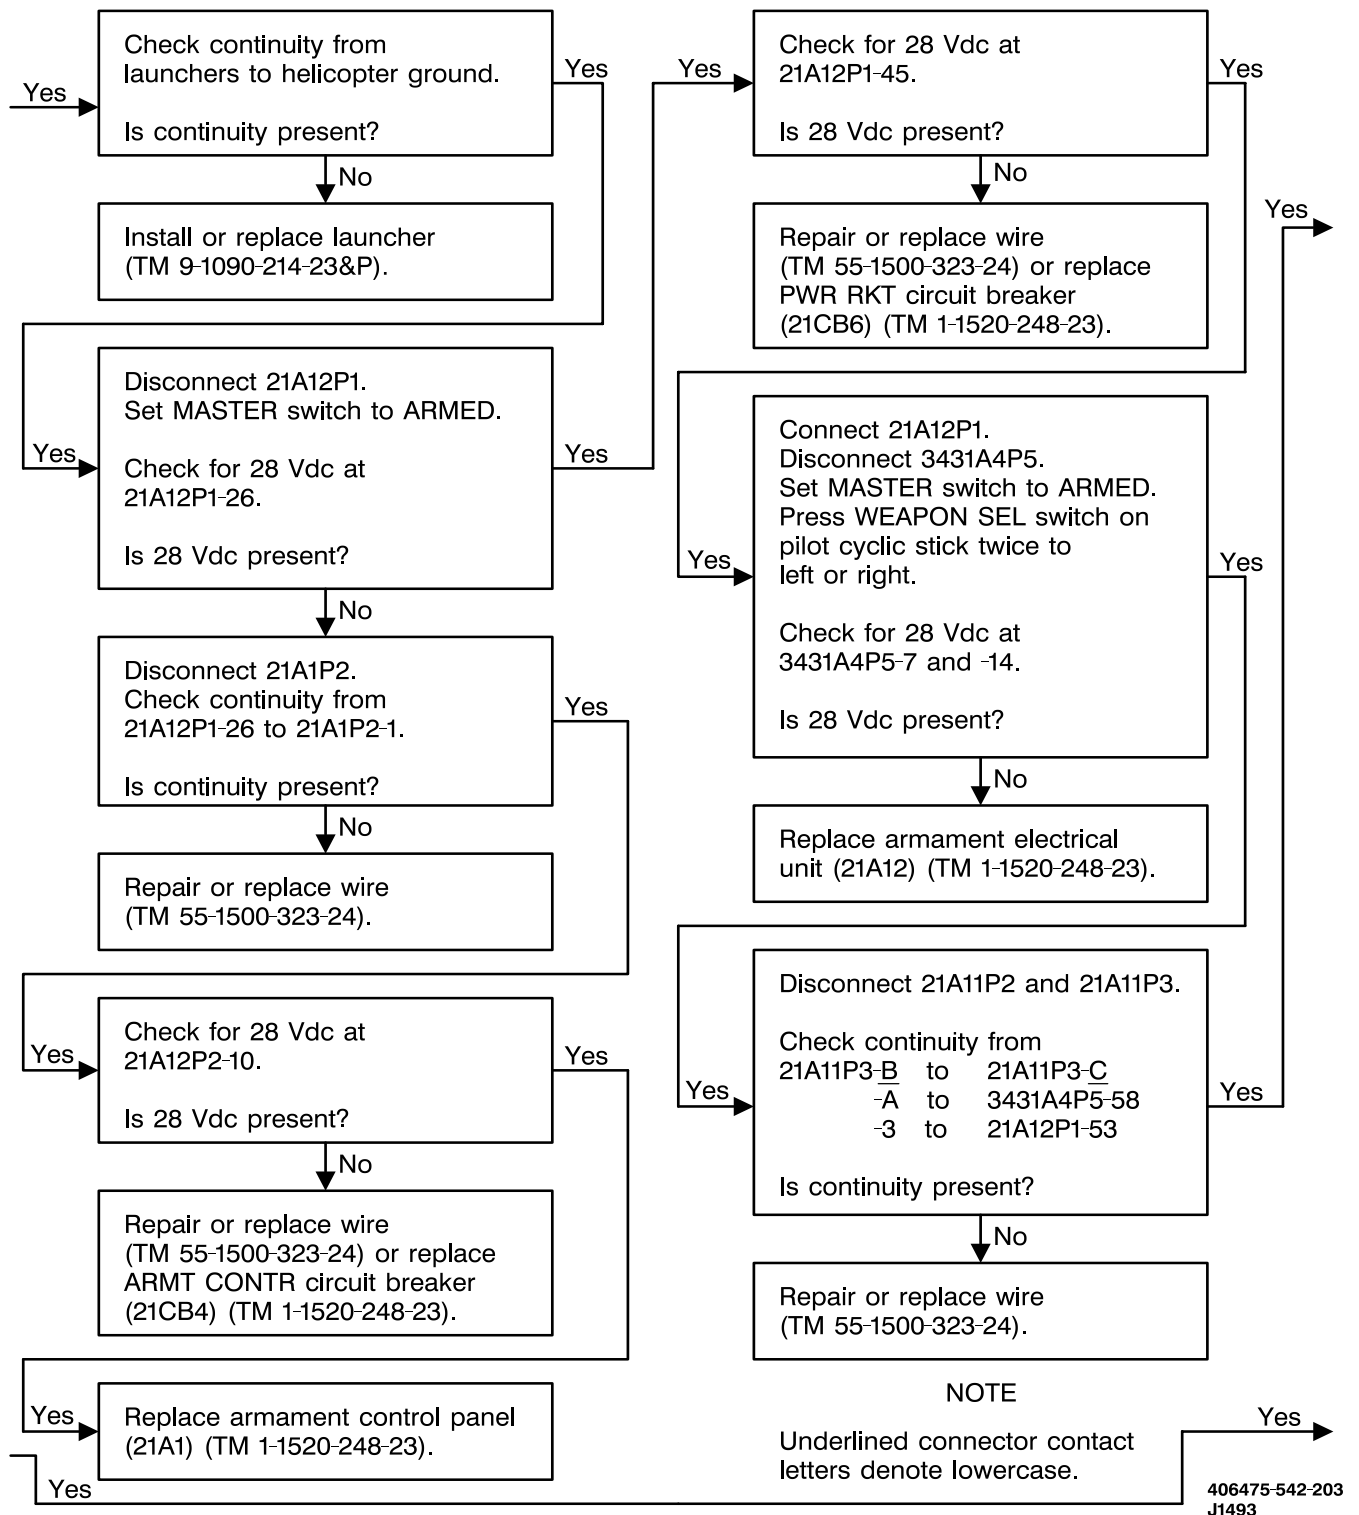 Yes
Check continuity from
launchers to helicopter ground.
Is continuity present?
Yes
No
Install or replace launcher
(TM 9-1090-214-23&P).
Yes
Disconnect 21A12P1.
Set MASTER switch to ARMED.
Check for 28 Vdc at
21A12P1-26.
Is 28 Vdc present?
Yes
No
Disconnect 21A1P2.
Check continuity from
21A12P1-26 to 21A1P2-1.
Is continuity present?
Yes
No
Repair or replace wire
(TM 55-1500-323-24).
Yes
Check for 28 Vdc at
21A12P2-10.
Is 28 Vdc present?
Yes
No
Repair or replace wire
(TM 55-1500-323-24) or replace
ARMT CONTR circuit breaker
(21CB4) (TM 1-1520-248-23).
Yes
Replace armament control panel
(21A1) (TM 1-1520-248-23).
Yes
Yes
Check for 28 Vdc at
21A12P1-45.
Is 28 Vdc present?
Yes
No
Repair or replace wire
(TM 55-1500-323-24) or replace
PWR RKT circuit breaker
(21CB6) (TM 1-1520-248-23).
Yes
Connect 21A12P1.
Disconnect 3431A4P5.
Set MASTER switch to ARMED.
Press WEAPON SEL switch on
pilot cyclic stick twice to
left or right.
Check for 28 Vdc at
3431A4P5-7 and -14.
Is 28 Vdc present?
Yes
No
Replace armament electrical
unit (21A12) (TM 1-1520-248-23).
Yes
Disconnect 21A11P2 and 21A11P3.
Check continuity from
21A11P3-B to 21A11P3-C
-A to 3431A4P5-58
-3 to 21A12P1-53
Is continuity present?
Yes
Yes
No
Repair or replace wire
(TM 55-1500-323-24).
NOTE
Underlined connector contact
letters denote lowercase.
Yes
406475-542-203
J1493